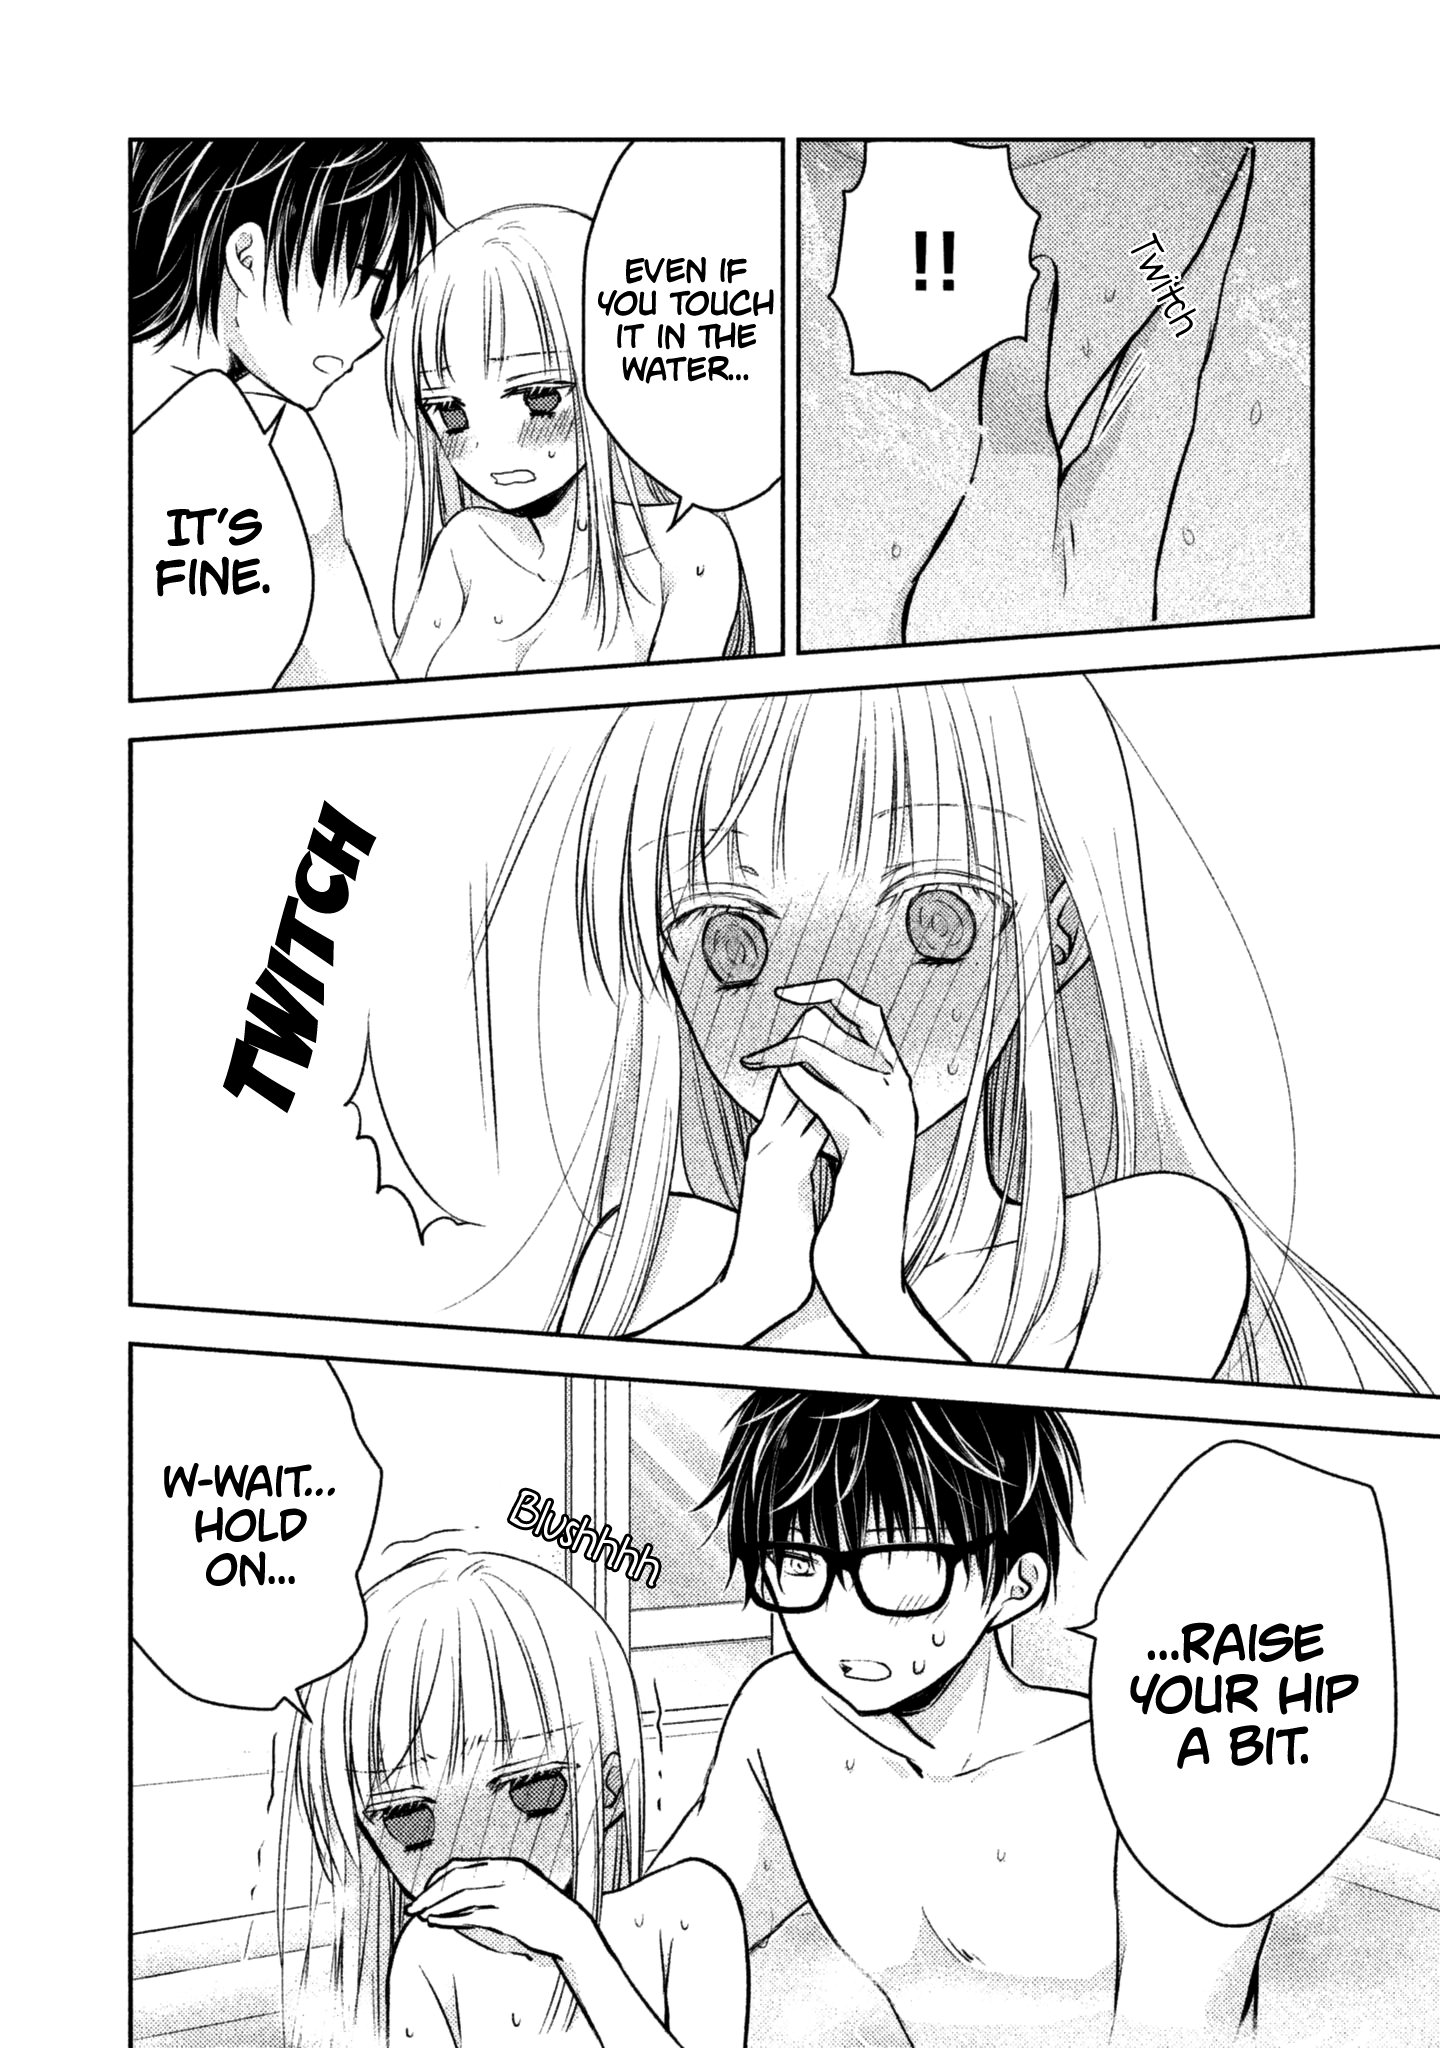 !!
Twitch
EVEN IF
YOU TOUCH
IT IN THE
WATER...
IT'S
FINE.
TWITCH
...RAISE
YOUR HIP
A BIT.
Blushhhh
W-WAIT...
HOLD
ON...